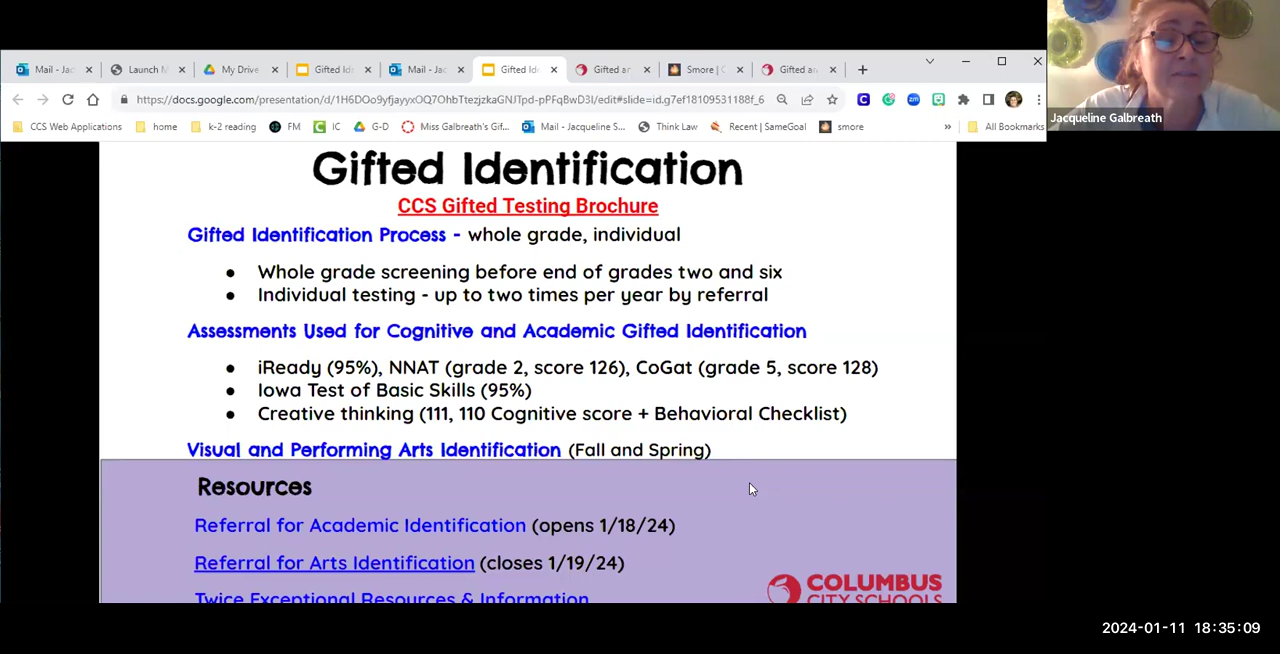 Mail - Jac
Launch M
My Drive
Gifted Ide
Mail - Jac
Gifted Ide
Gifted an
Smore | C
Gifted an
https://docs.google.com/presentation/d/1H6DOo9yfjayyxOQ7OhbTtezjzkaGNJTpd-pPFqBwD3I/edit#slide=id.g7ef18109531188f_6
CCS Web Applications
home
k-2 reading
FM
IC
G-D
Miss Galbreath's Gif...
Mail - Jacqueline S...
Think Law
Recent | SameGoal
smore
»
All Bookmarks
Jacqueline Galbreath
Gifted Identification
CCS Gifted Testing Brochure
Gifted Identification Process - whole grade, individual
● Whole grade screening before end of grades two and six
● Individual testing - up to two times per year by referral
Assessments Used for Cognitive and Academic Gifted Identification
● iReady (95%), NNAT (grade 2, score 126), CoGat (grade 5, score 128)
● Iowa Test of Basic Skills (95%)
● Creative thinking (111, 110 Cognitive score + Behavioral Checklist)
Visual and Performing Arts Identification (Fall and Spring)
Resources
Referral for Academic Identification (opens 1/18/24)
Referral for Arts Identification (closes 1/19/24)
Twice Exceptional Resources & Information
COLUMBUS
CITY SCHOOLS
2024-01-11 18:35:09